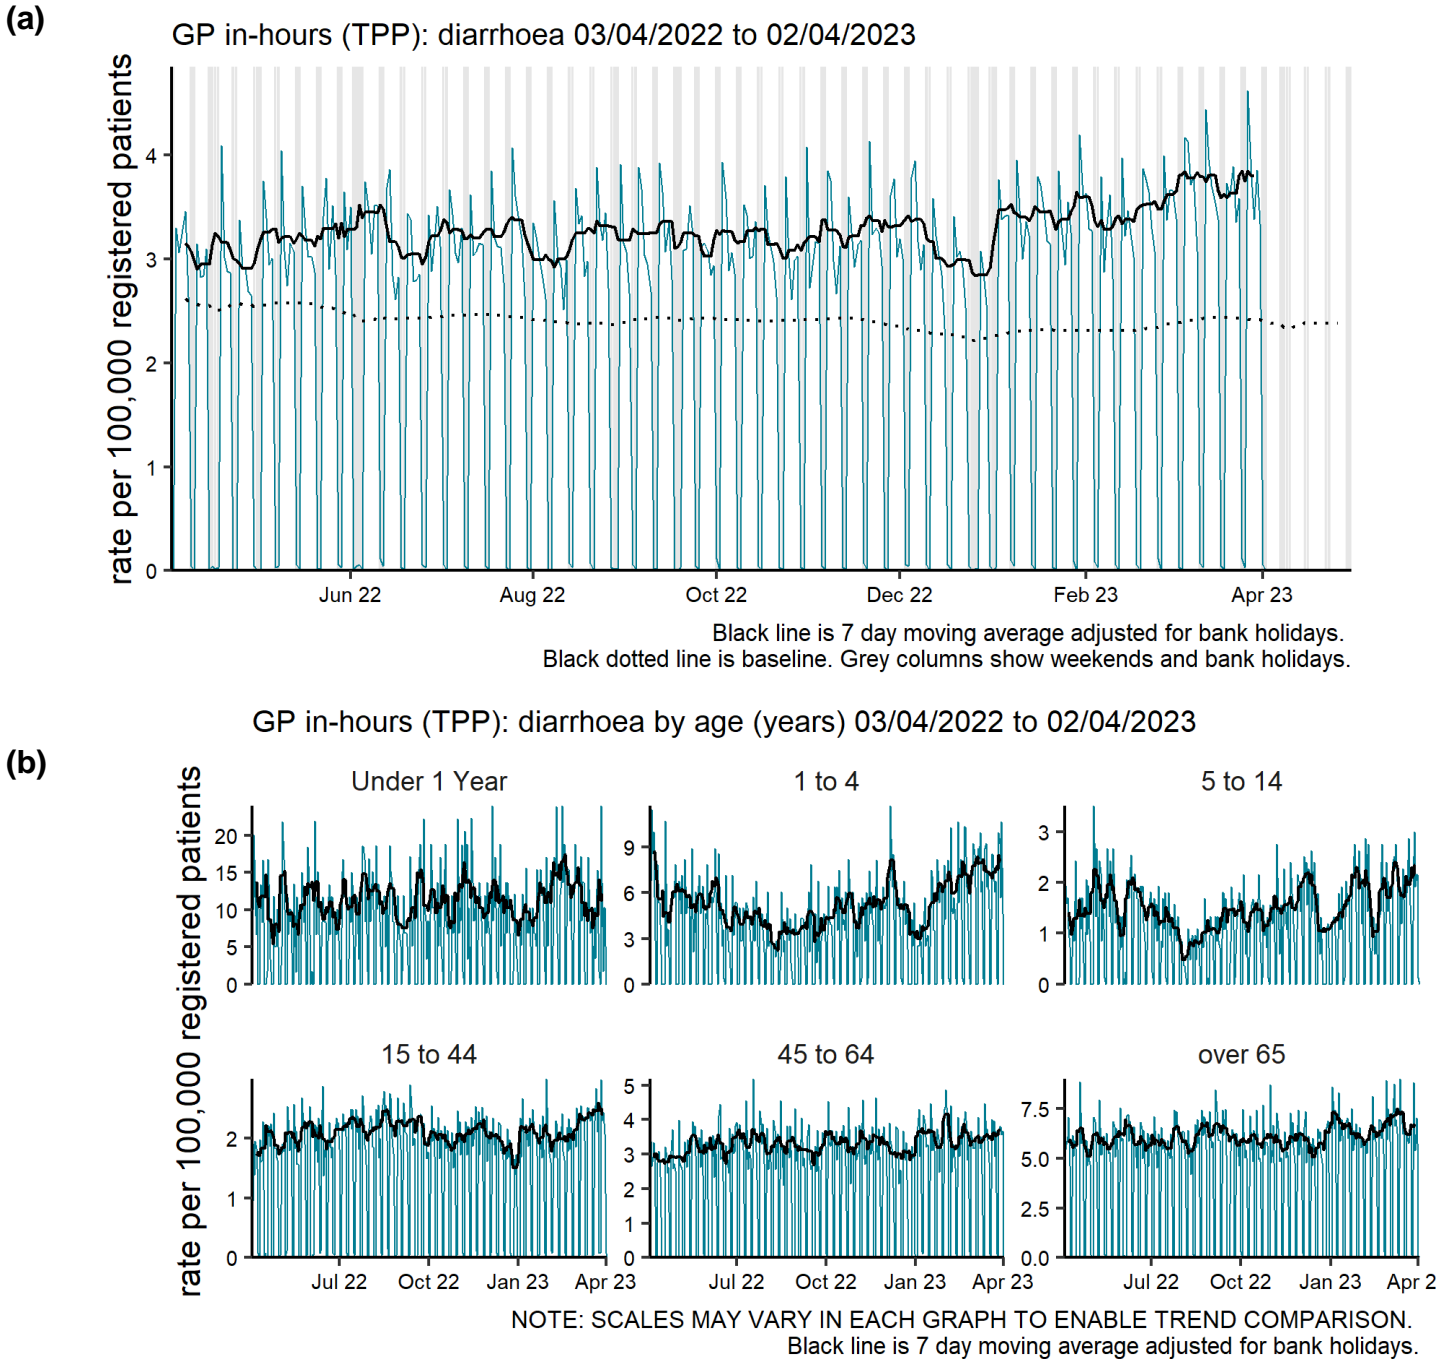 (a)
GP in-hours (TPP): diarrhoea 03/04/2022 to 02/04/2023
rate per 100,000 registered patients
4
3
2
1
0
Jun 22 Aug 22 Oct 22 Dec 22 Feb 23 Apr 23
Black line is 7 day moving average adjusted for bank holidays.
Black dotted line is baseline. Grey columns show weekends and bank holidays.
GP in-hours (TPP): diarrhoea by age (years) 03/04/2022 to 02/04/2023
(b)
rate per 100,000 registered patients
Under 1 Year
20
15
10
5
0
1 to 4
9
6
3
0
5 to 14
3
2
1
0
15 to 44
2
1
0
Jul 22 Oct 22 Jan 23 Apr 23
45 to 64
5
4
3
2
1
0
Jul 22 Oct 22 Jan 23 Apr 23
over 65
7.5
5.0
2.5
0.0
Jul 22 Oct 22 Jan 23 Apr 2
NOTE: SCALES MAY VARY IN EACH GRAPH TO ENABLE TREND COMPARISON.
Black line is 7 day moving average adjusted for bank holidays.